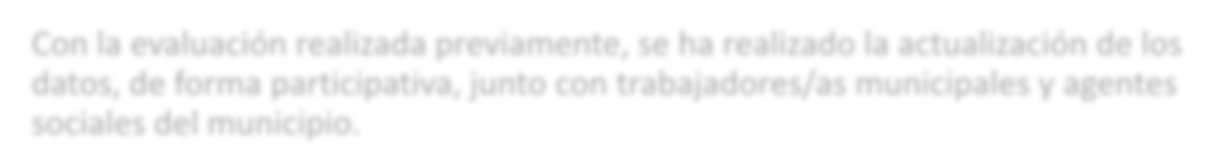 Con la evaluación realizada previamente, se ha realizado la actualización de los
datos, de forma participativa, junto con trabajadores/as municipales y agentes
sociales del municipio.